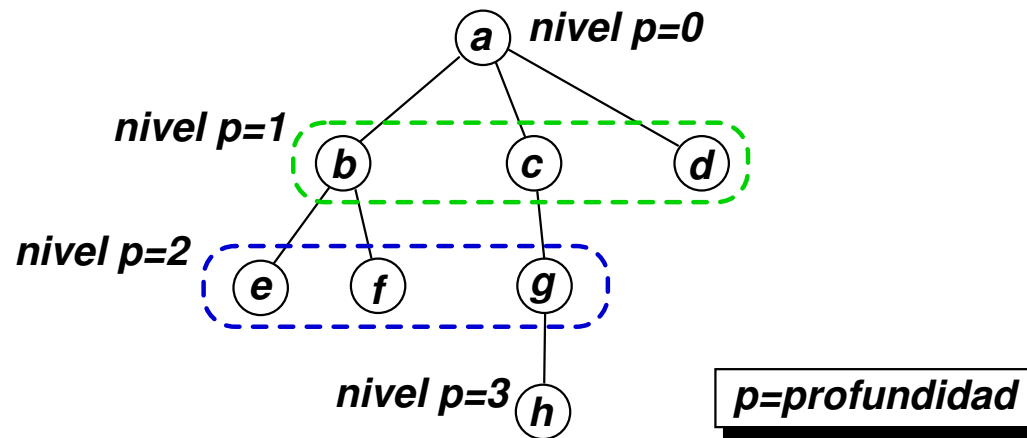 a nivel p=0
nivel p=1
b c d
nivel p=2
e f g
nivel p=3 h
p=profundidad